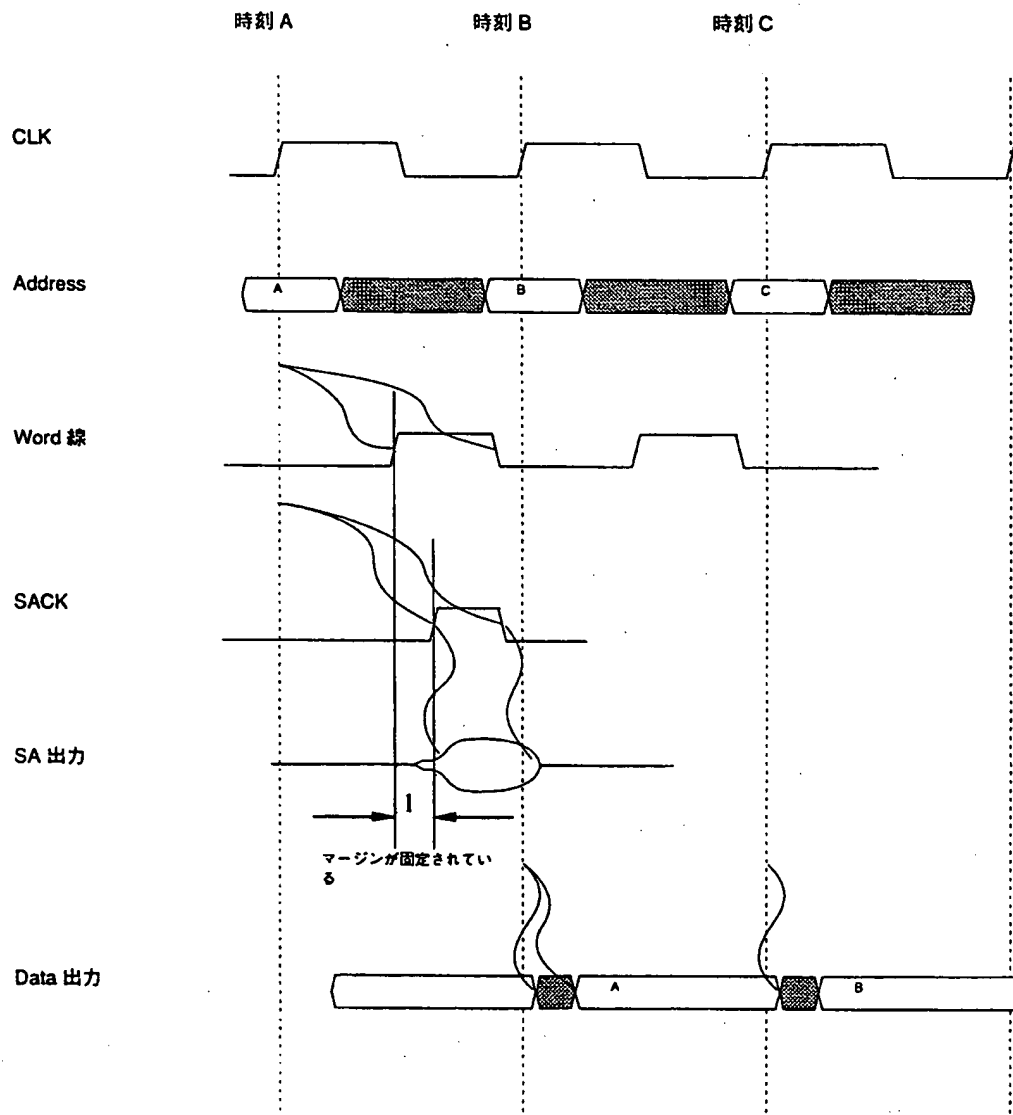 時刻 A 時刻 B 時刻 C
CLK
Address
A B C
Word 線
SACK
SA 出力
1
マージンが固定されてい
る
Data 出力
A B